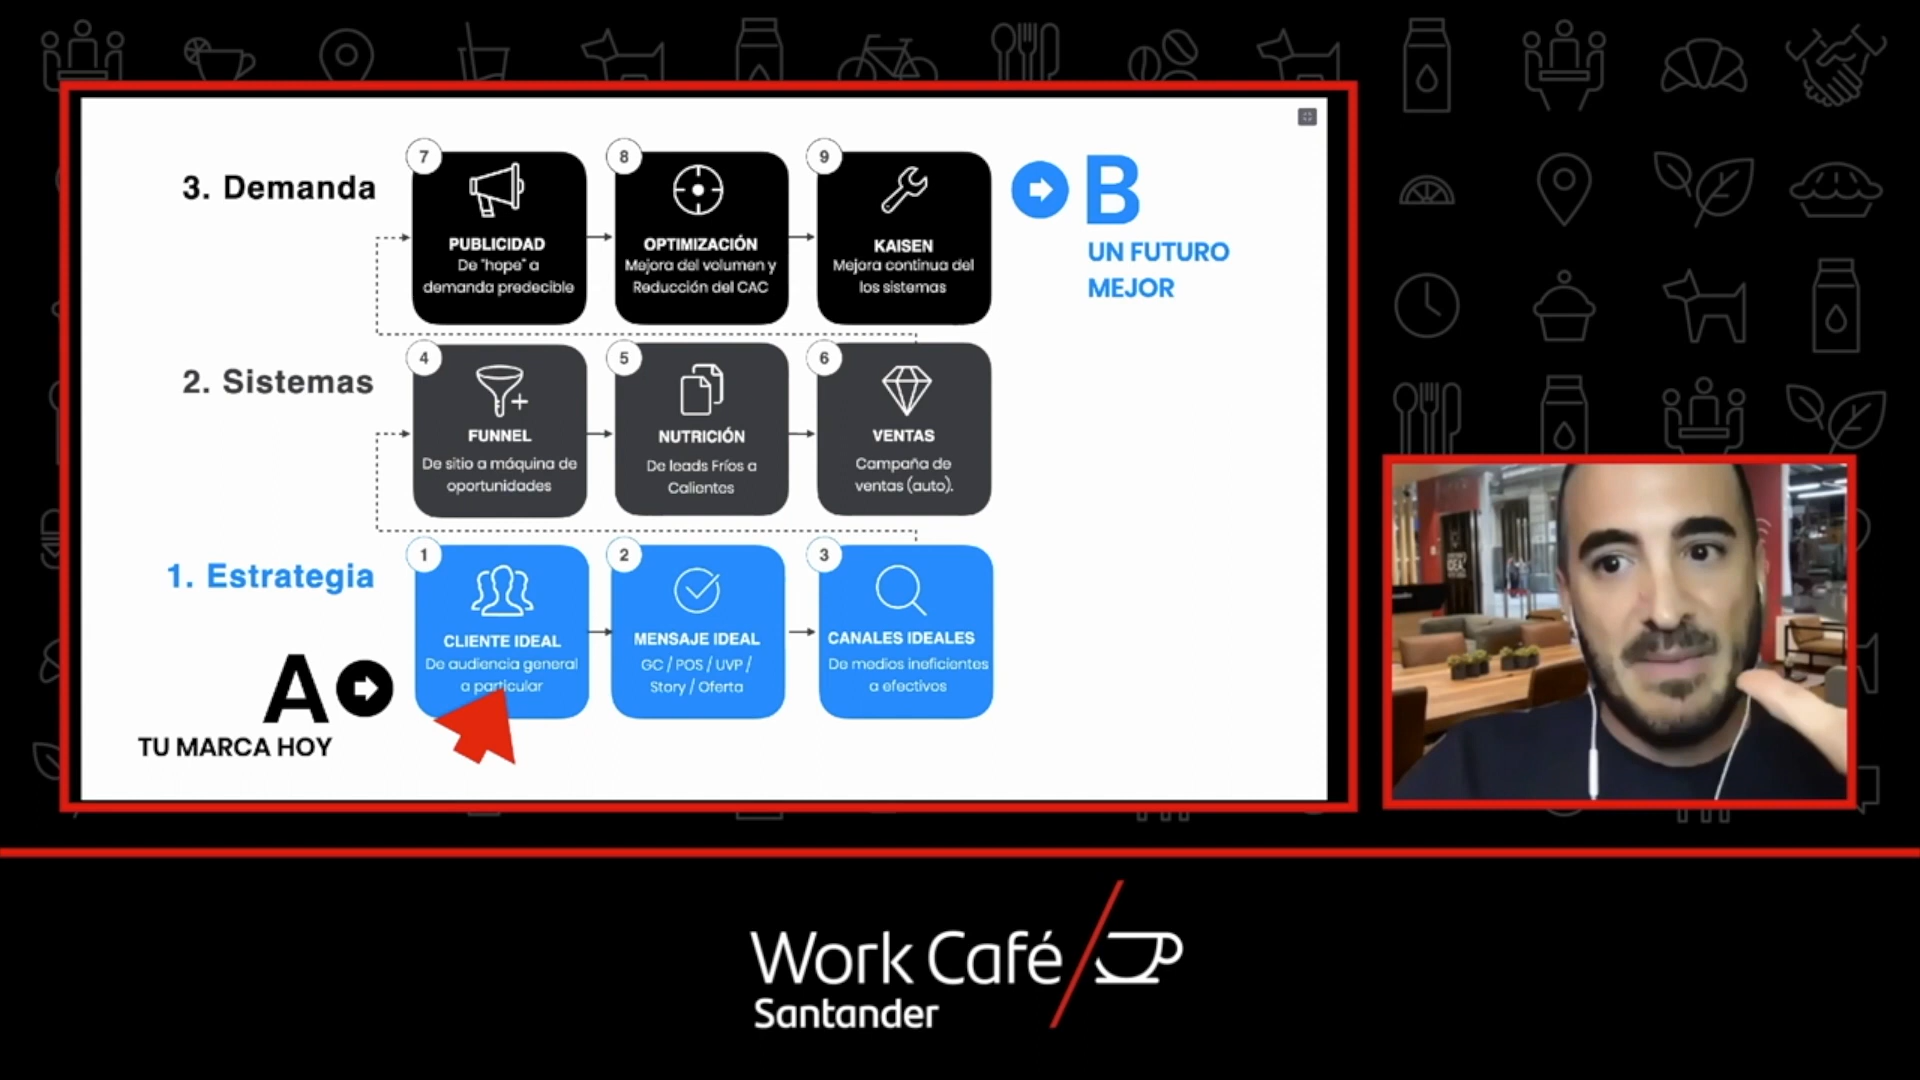 3. Demanda
7
PUBLICIDAD
De "hope" a
demanda predecible
8
OPTIMIZACIÓN
Mejora del volumen y
Reducción del CAC
9
KAISEN
Mejora continua del
los sistemas
B
UN FUTURO
MEJOR
2. Sistemas
4
FUNNEL
De sitio a máquina de
oportunidades
5
NUTRICIÓN
De leads Fríos a
Calientes
6
VENTAS
Campaña de
ventas (auto).
1. Estrategia
1
CLIENTE IDEAL
De audiencia general
a particular
2
MENSAJE IDEAL
GC / POS / UVP /
Story / Oferta
3
CANALES IDEALES
De medios ineficientes
a efectivos
A
TU MARCA HOY
Work Café
Santander